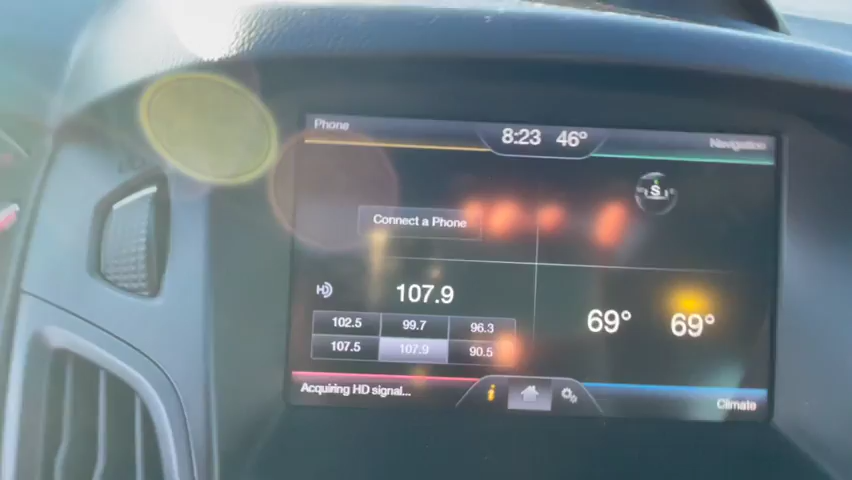 Phone
8:23 46°
Navigation
S
Connect a Phone
HD
107.9
102.5 99.7 96.3
107.5 107.9 90.5
69° 69°
Acquiring HD signal...
i
Climate